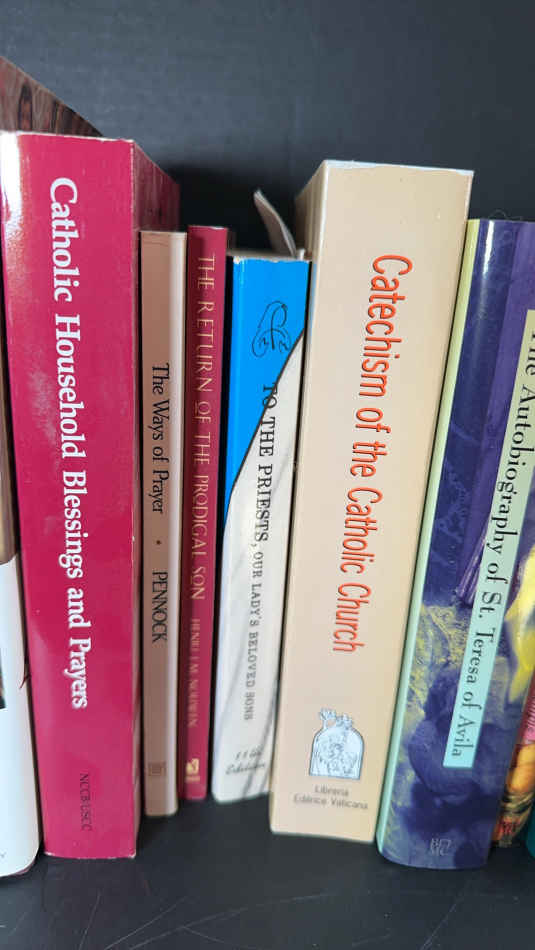 Catholic Household Blessings and Prayers
NCCB/USCC
The Ways of Prayer • PENNOCK
THE RETURN OF THE PRODIGAL SON HENRI J.M. NOUWEN
TO THE PRIESTS, OUR LADY'S BELOVED SONS
Edition
Catechism of the Catholic Church
Libreria
Editrice Vaticana
The Autobiography of St. Teresa of Avila